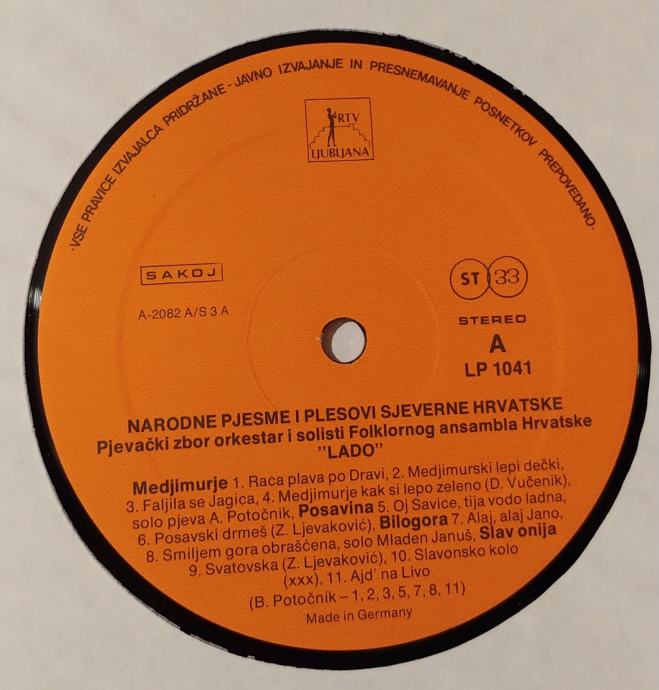 ·VSE PRAVICE IZVAJALCA PRIDRŽANE - JAVNO IZVAJANJE IN PRESNEMAVANJE POSNETKOV PREPOVEDANO·
RTV
LJUBLJANA
SAKOJ
ST 33
A-2082 A/S 3 A
STEREO
A
LP 1041
NARODNE PJESME I PLESOVI SJEVERNE HRVATSKE
Pjevački zbor orkestar i solisti Folklornog ansambla Hrvatske
"LADO"
Medjimurje 1. Raca plava po Dravi, 2. Medjimurski lepi dečki,
3. Faljila se Jagica, 4. Medjimurje kak si lepo zeleno (D. Vučenik),
solo pjeva A. Potočnik, Posavina 5. Oj Savice, tija vodo ladna,
6. Posavski drmeš (Z. Ljevaković), Bilogora 7. Alaj, alaj Jano,
8. Smiljem gora obrašćena, solo Mladen Januš, Slav onija
9. Svatovska (Z. Ljevaković), 10. Slavonsko kolo
(xxx), 11. Ajd' na Livo
(B. Potočnik – 1, 2, 3, 5, 7, 8, 11)
Made in Germany